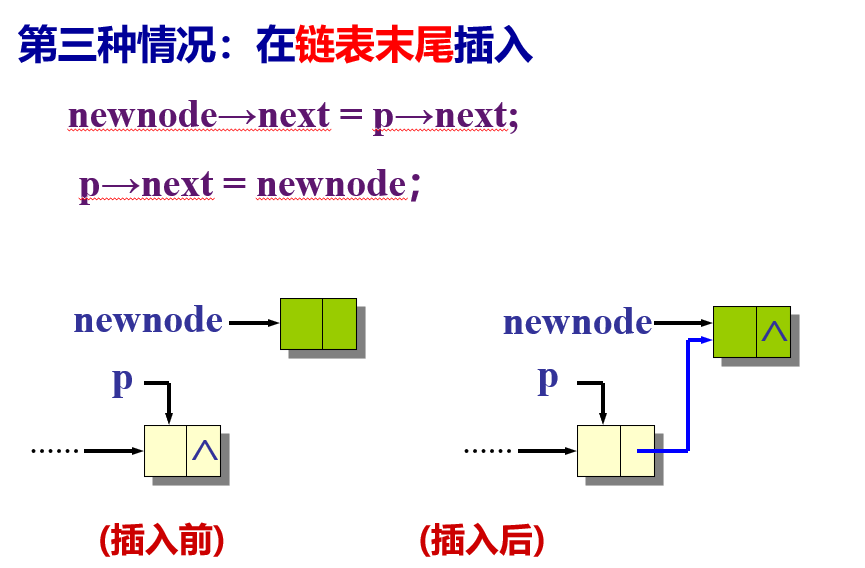 第三种情况：在链表末尾插入
newnode→next = p→next;
p→next = newnode；
newnode
p
……
∧
(插入前)
newnode
∧
p
……
(插入后)